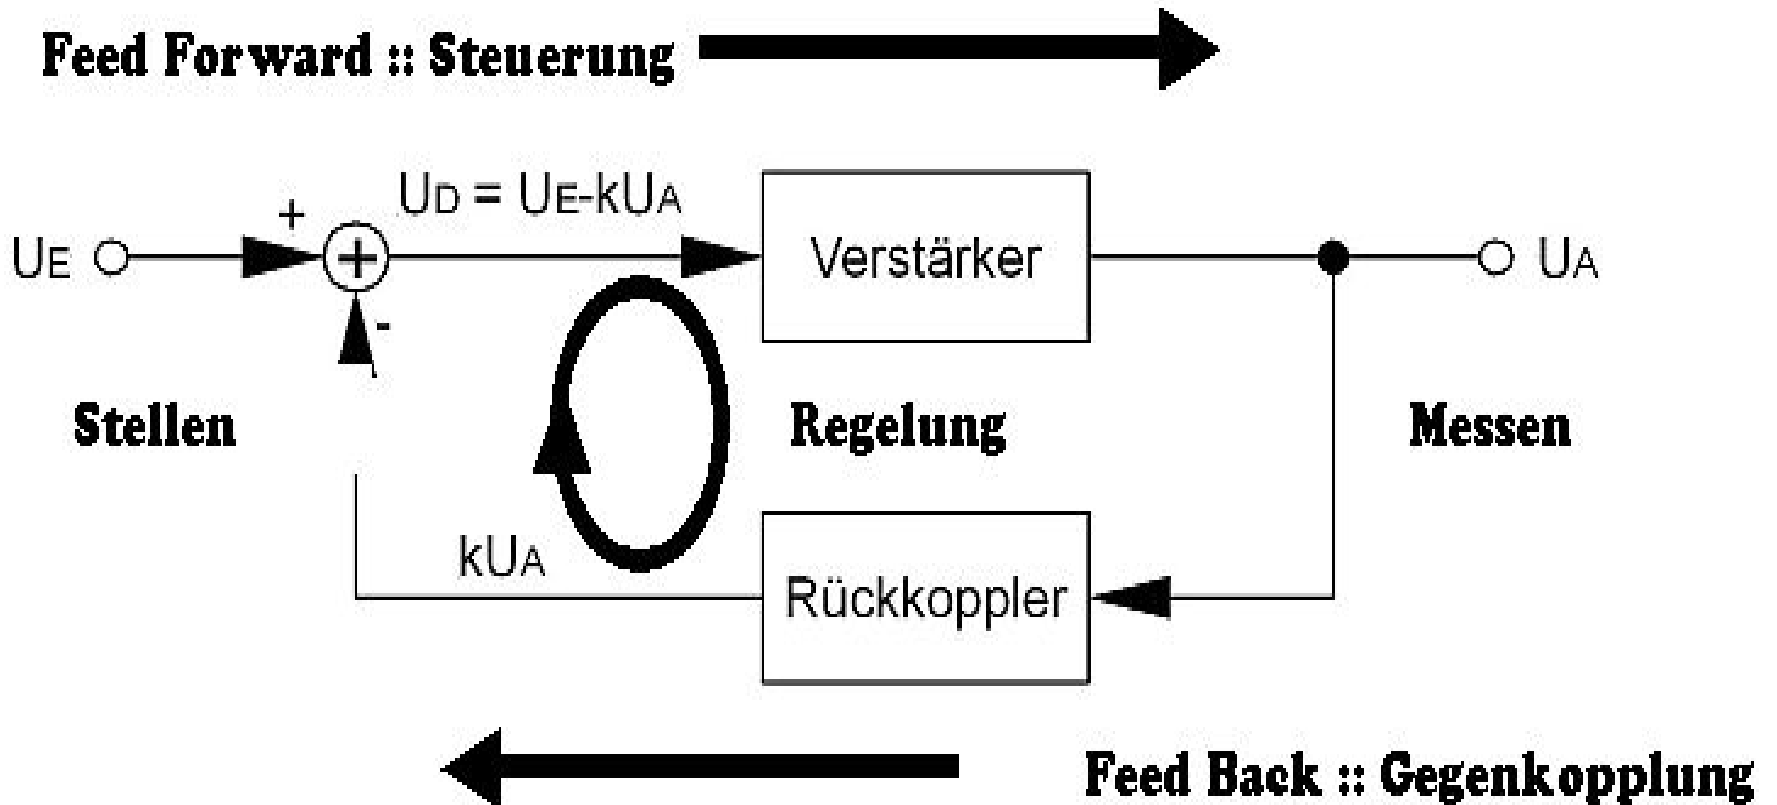 Feed Forward :: Steuerung
UD = UE-kUA
+
UE
+
Verstärker
UA
-
Stellen
Regelung
Messen
kUA
Rückkoppler
Feed Back :: Gegenkopplung